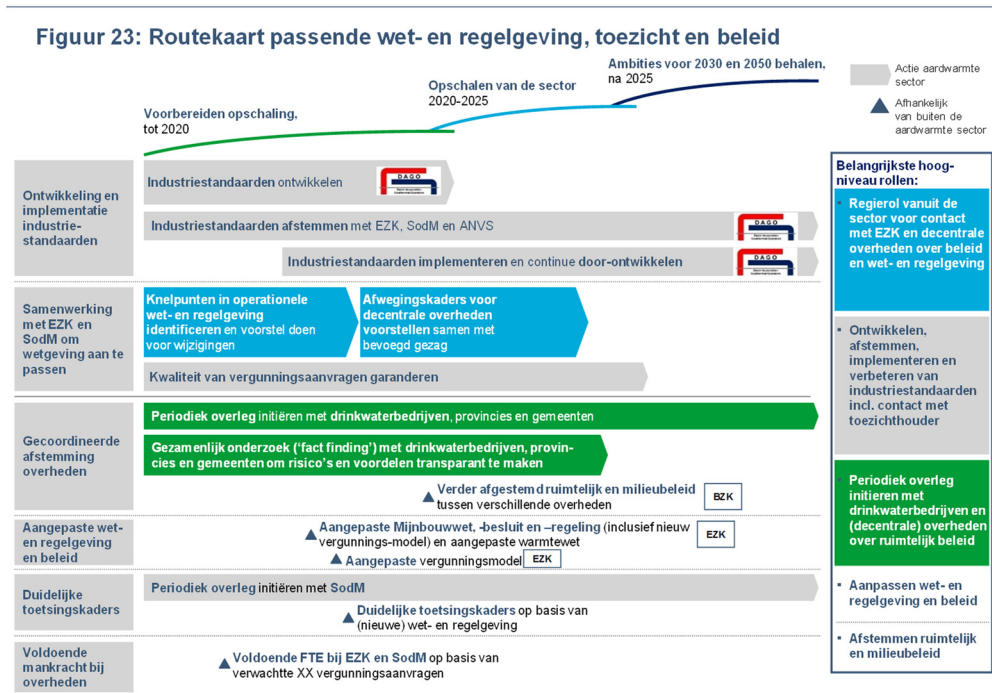 Figuur 23: Routekaart passende wet- en regelgeving, toezicht en beleid
Voorbereiden opschaling,
tot 2020
Opschalen van de sector
2020-2025
Ambities voor 2030 en 2050 behalen,
na 2025
Actie aardwarmte
sector
Afhankelijk
van buiten de
aardwarmte sector
Ontwikkeling en
implementatie
industrie-
standaarden
Industriestandaarden ontwikkelen
DAGO
Industriestandaarden afstemmen met EZK, SodM en ANVS
DAGO
Industriestandaarden implementeren en continue door-ontwikkelen
DAGO
Samenwerking
met EZK en
SodM om
wetgeving aan te
passen
Knelpunten in operationele
wet- en regelgeving
identificeren en voorstel doen
voor wijzigingen
Afwegingskaders voor
decentrale overheden
voorstellen samen met
bevoegd gezag
Kwaliteit van vergunningsaanvragen garanderen
Gecoordineerde
afstemming
overheden
Periodiek overleg initiëren met drinkwaterbedrijven, provincies en gemeenten
Gezamenlijk onderzoek (‘fact finding’) met drinkwaterbedrijven, provin-
cies en gemeenten om risico’s en voordelen transparant te maken
Verder afgestemd ruimtelijk en milieubeleid
tussen verschillende overheden
BZK
Aangepaste wet-
en regelgeving
en beleid
Aangepaste Mijnbouwwet, -besluit en –regeling (inclusief nieuw
vergunnings-model) en aangepaste warmtewet
EZK
Aangepaste vergunningsmodel
EZK
Duidelijke
toetsingskaders
Periodiek overleg initiëren met SodM
Duidelijke toetsingskaders op basis van
(nieuwe) wet- en regelgeving
Voldoende
mankracht bij
overheden
Voldoende FTE bij EZK en SodM op basis van
verwachtte XX vergunningsaanvragen
Belangrijkste hoog-
niveau rollen:
▪ Regierol vanuit de
sector voor contact
met EZK en decentrale
overheden over beleid
en wet- en regelgeving
▪ Ontwikkelen,
afstemmen,
implementeren en
verbeteren van
industriestandaarden
incl. contact met
toezichthouder
▪ Periodiek overleg
initieren met
drinkwaterbedrijven en
(decentrale) overheden
over ruimtelijk beleid
▪ Aanpassen wet- en
regelgeving en beleid
▪ Afstemmen ruimtelijk
en milieubeleid